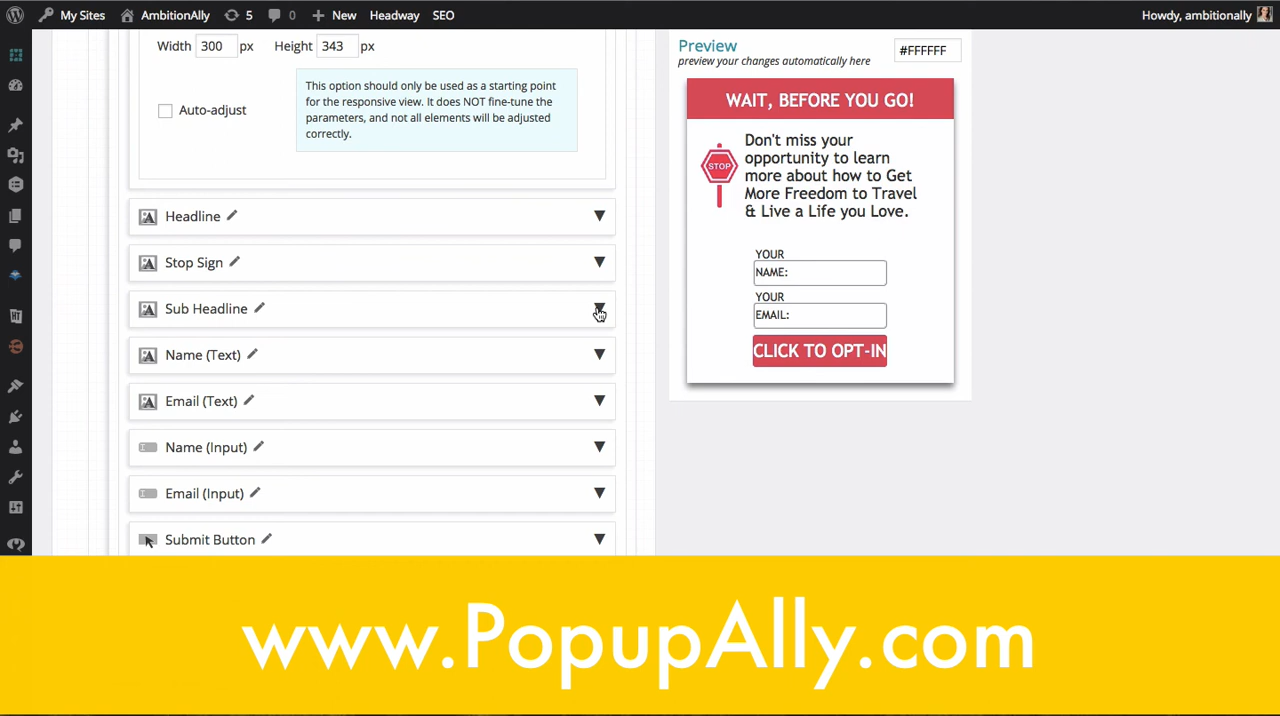 My Sites AmbitionAlly 5 0 New Headway SEO Howdy, ambitionally
Width 300 px Height 343 px
This option should only be used as a starting point
for the responsive view. It does NOT fine-tune the
parameters, and not all elements will be adjusted
correctly.
Auto-adjust
Headline
Stop Sign
Sub Headline
Name (Text)
Email (Text)
Name (Input)
Email (Input)
Submit Button
Preview
preview your changes automatically here
#FFFFFF
WAIT, BEFORE YOU GO!
STOP
Don't miss your
opportunity to learn
more about how to Get
More Freedom to Travel
& Live a Life you Love.
YOUR
NAME:
YOUR
EMAIL:
CLICK TO OPT-IN
www.PopupAlly.com